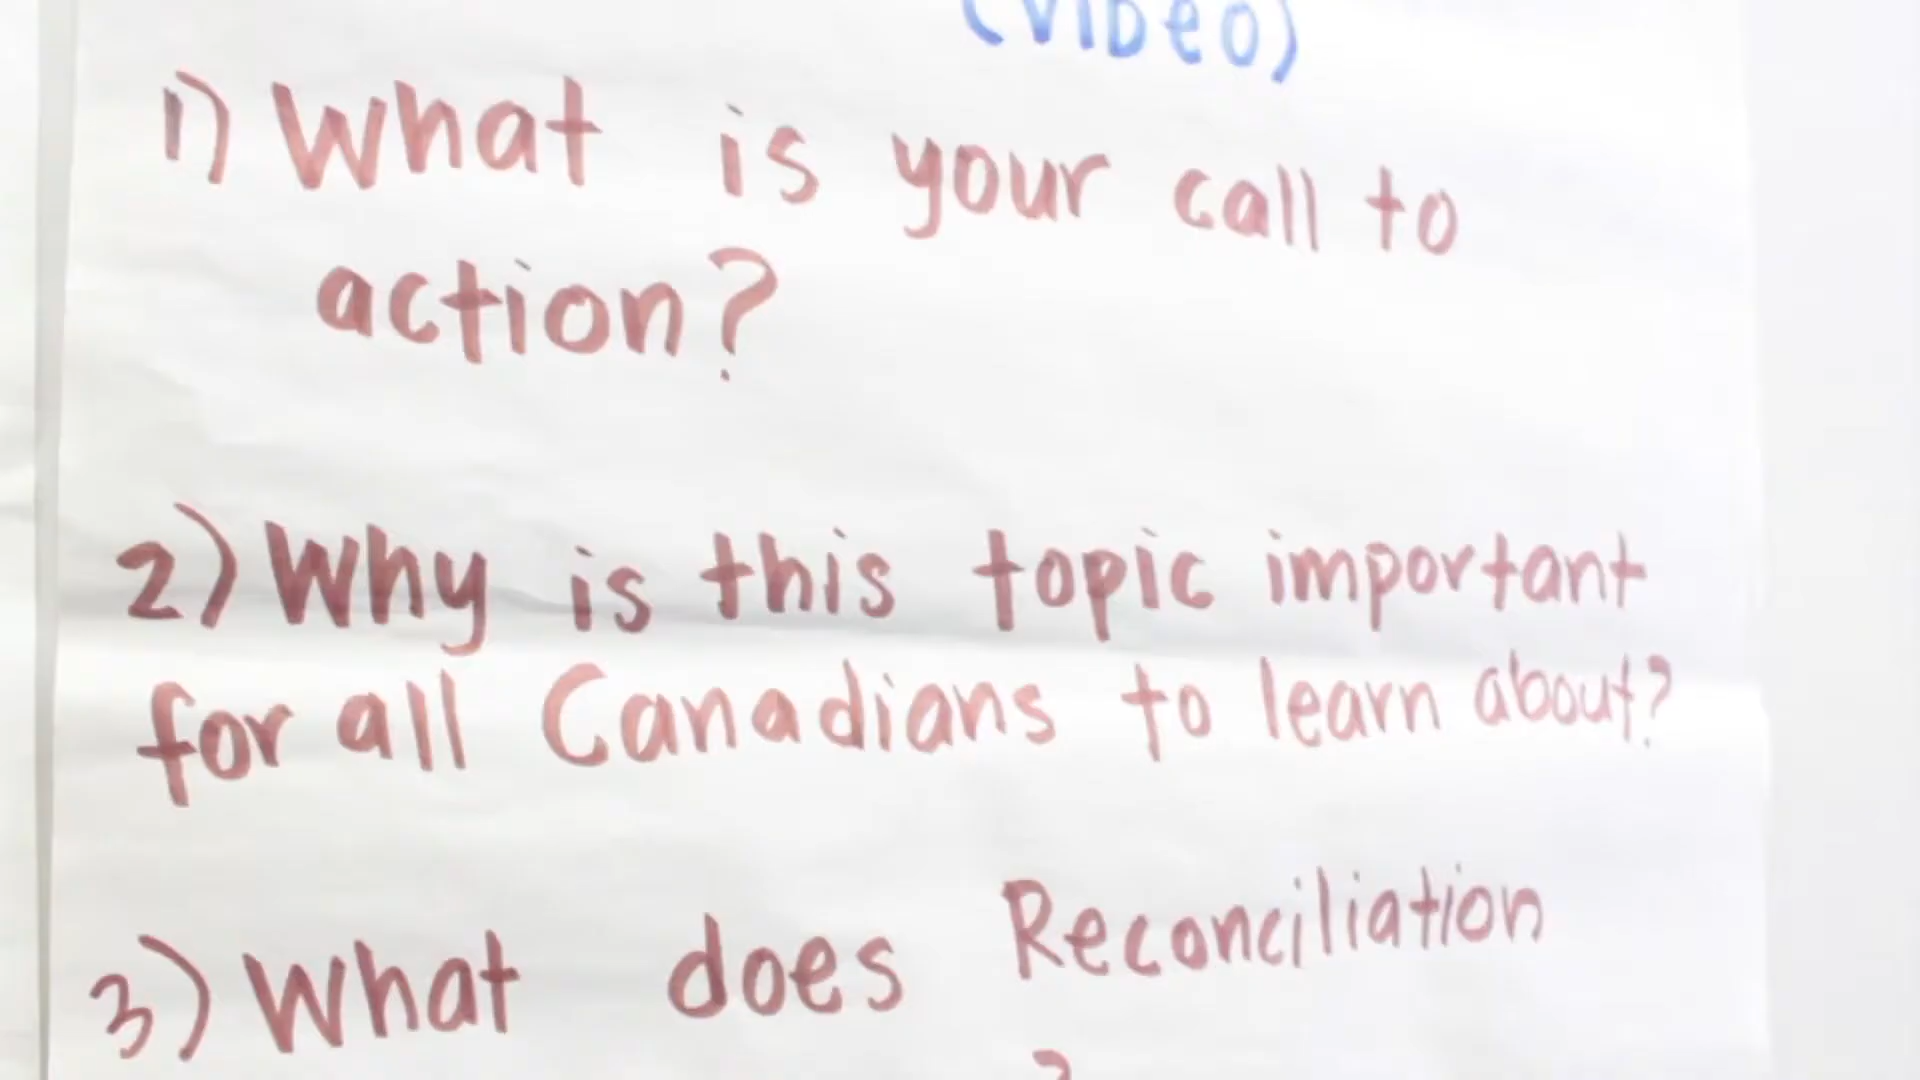 (VIDEO)
1) What is your call to
action?
2) Why is this topic important
for all Canadians to learn about?
3) What does Reconciliation
?